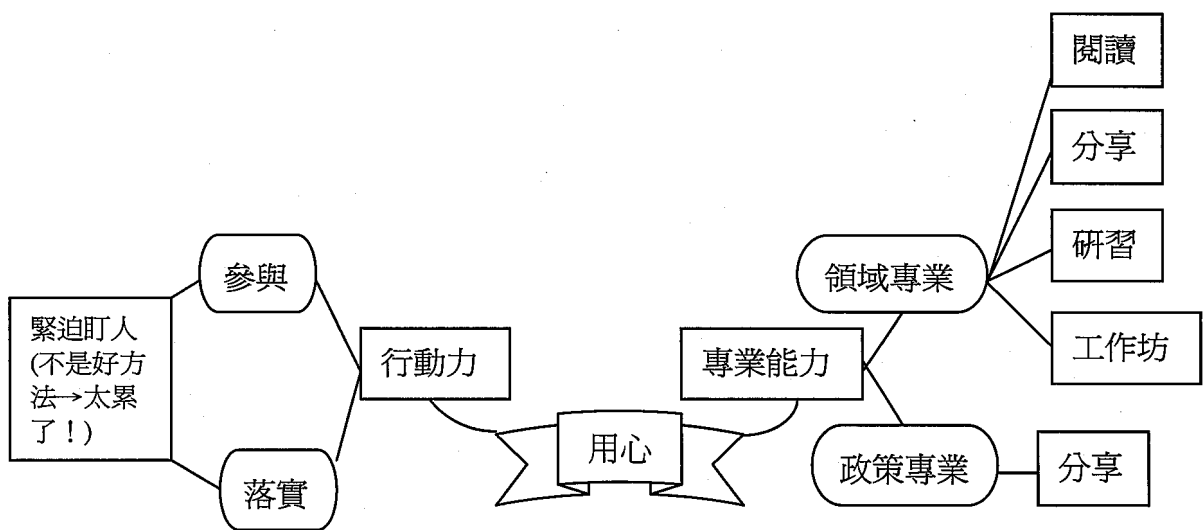 閱讀
分享
研習
工作坊
領域專業
參與
緊迫盯人
(不是好方
法→太累
了！)
行動力
專業能力
用心
政策專業
分享
落實